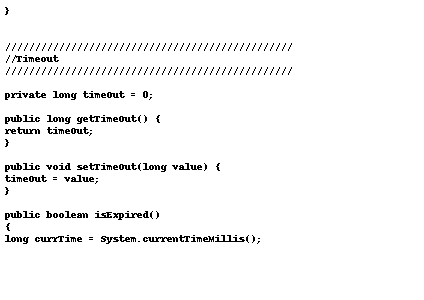 }
////////////////////////////////////////////////
//Timeout
////////////////////////////////////////////////
private long timeOut = 0;
public long getTimeOut() {
return timeOut;
}
public void setTimeOut(long value) {
timeOut = value;
}
public boolean isExpired()
{
long currTime = System.currentTimeMillis();